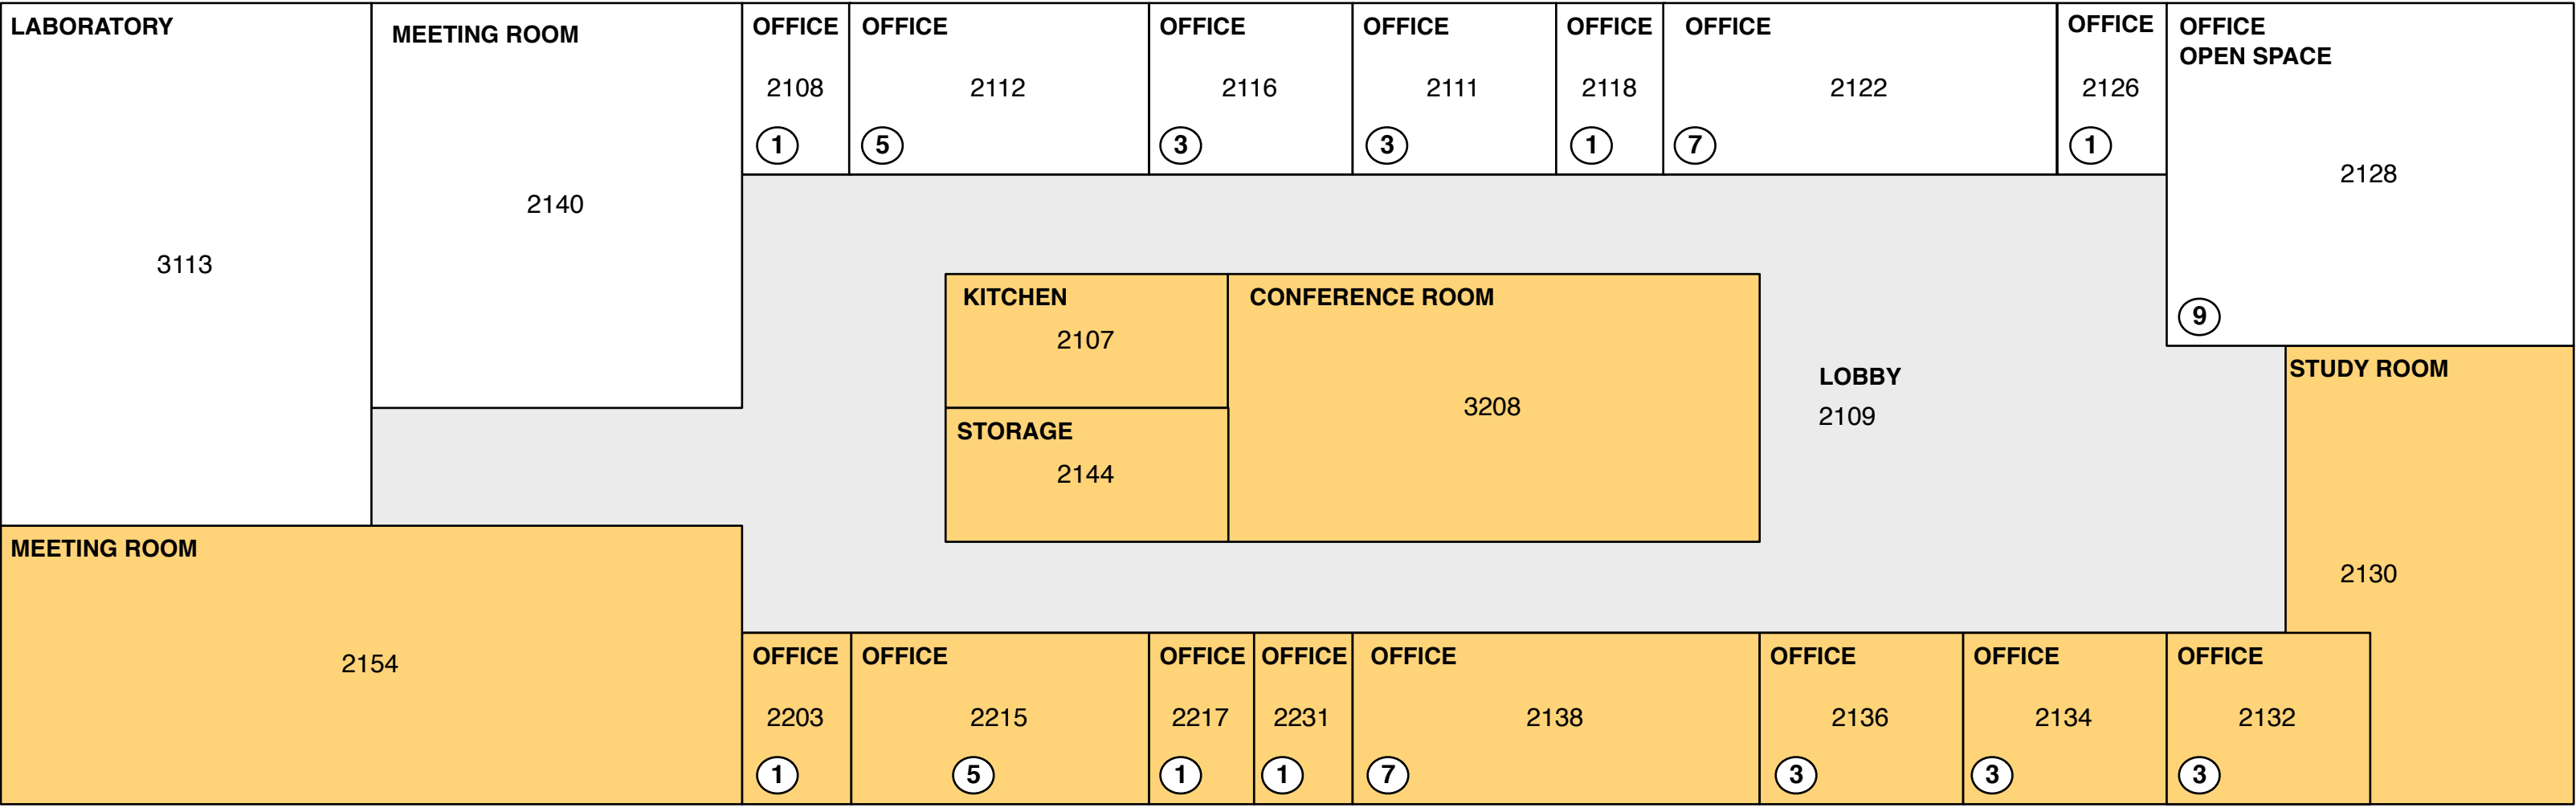 LABORATORY
3113
MEETING ROOM
2140
OFFICE
2108
1
OFFICE
2112
5
OFFICE
2116
3
OFFICE
2111
3
OFFICE
2118
1
OFFICE
2122
7
OFFICE
2126
1
OFFICE
OPEN SPACE
2128
9
KITCHEN
2107
CONFERENCE ROOM
3208
STORAGE
2144
LOBBY
2109
STUDY ROOM
2130
MEETING ROOM
2154
OFFICE
2203
1
OFFICE
2215
5
OFFICE
2217
1
OFFICE
2231
1
OFFICE
2138
7
OFFICE
2136
3
OFFICE
2134
3
OFFICE
2132
3